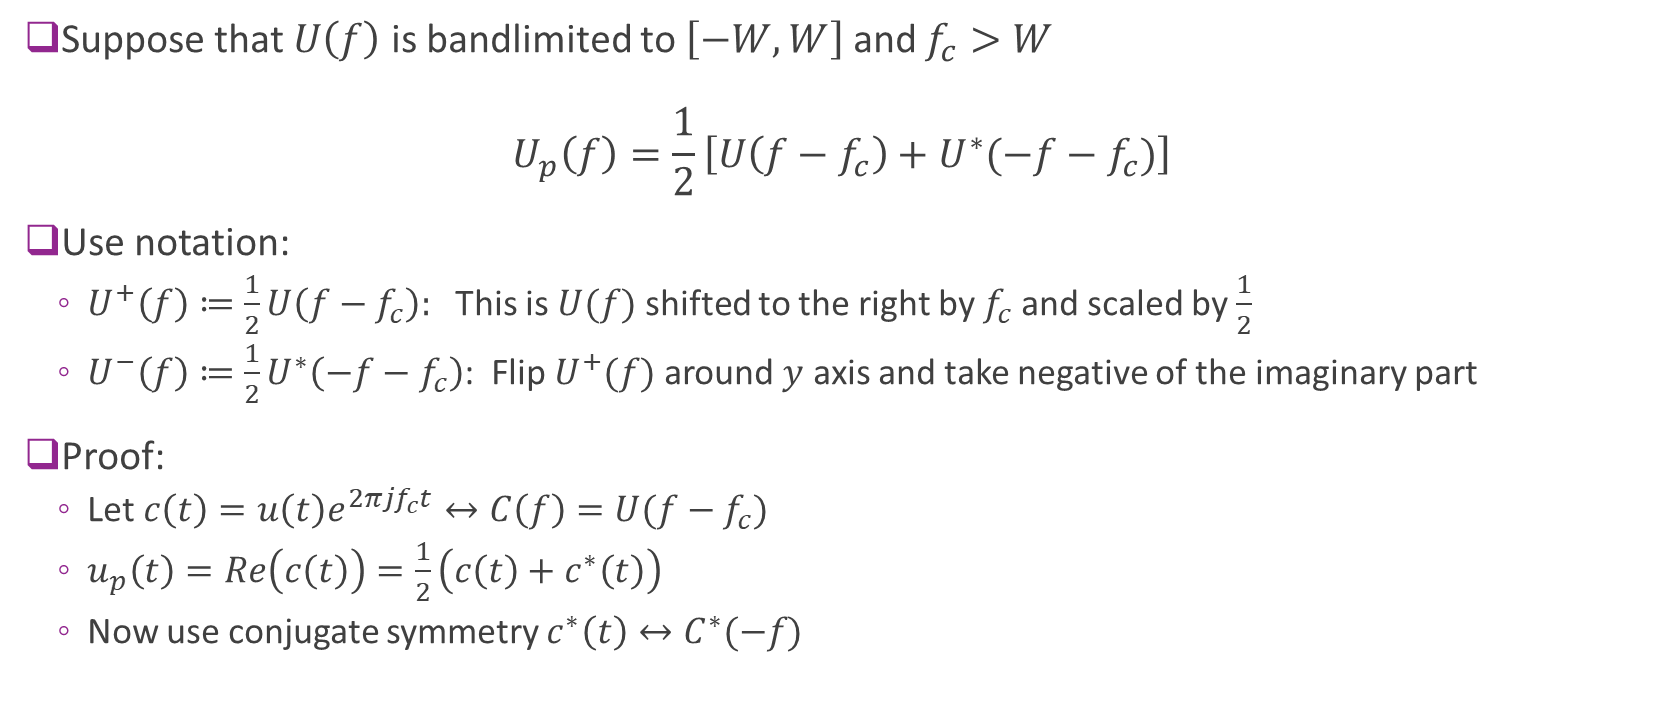 ❑Suppose that U(f) is bandlimited to [−W, W] and f_c > W
U_p(f) = 1/2 [U(f − f_c) + U*(−f − f_c)]
❑Use notation:
◦ U⁺(f) ≔ 1/2 U(f − f_c): This is U(f) shifted to the right by f_c and scaled by 1/2
◦ U⁻(f) ≔ 1/2 U*(−f − f_c): Flip U⁺(f) around y axis and take negative of the imaginary part
❑Proof:
◦ Let c(t) = u(t)e^{2πjf_ct} ↔ C(f) = U(f − f_c)
◦ u_p(t) = Re(c(t)) = 1/2 (c(t) + c*(t))
◦ Now use conjugate symmetry c*(t) ↔ C*(−f)